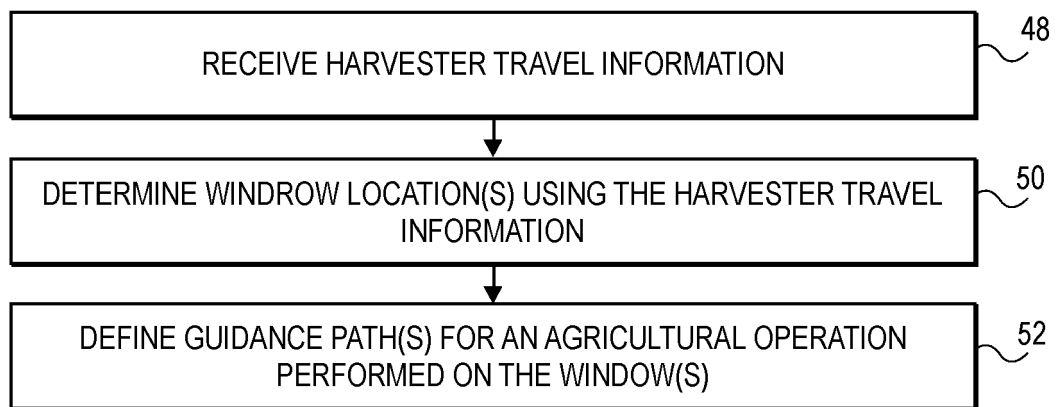 RECEIVE HARVESTER TRAVEL INFORMATION
48
DETERMINE WINDROW LOCATION(S) USING THE HARVESTER TRAVEL
INFORMATION
50
DEFINE GUIDANCE PATH(S) FOR AN AGRICULTURAL OPERATION
PERFORMED ON THE WINDOW(S)
52